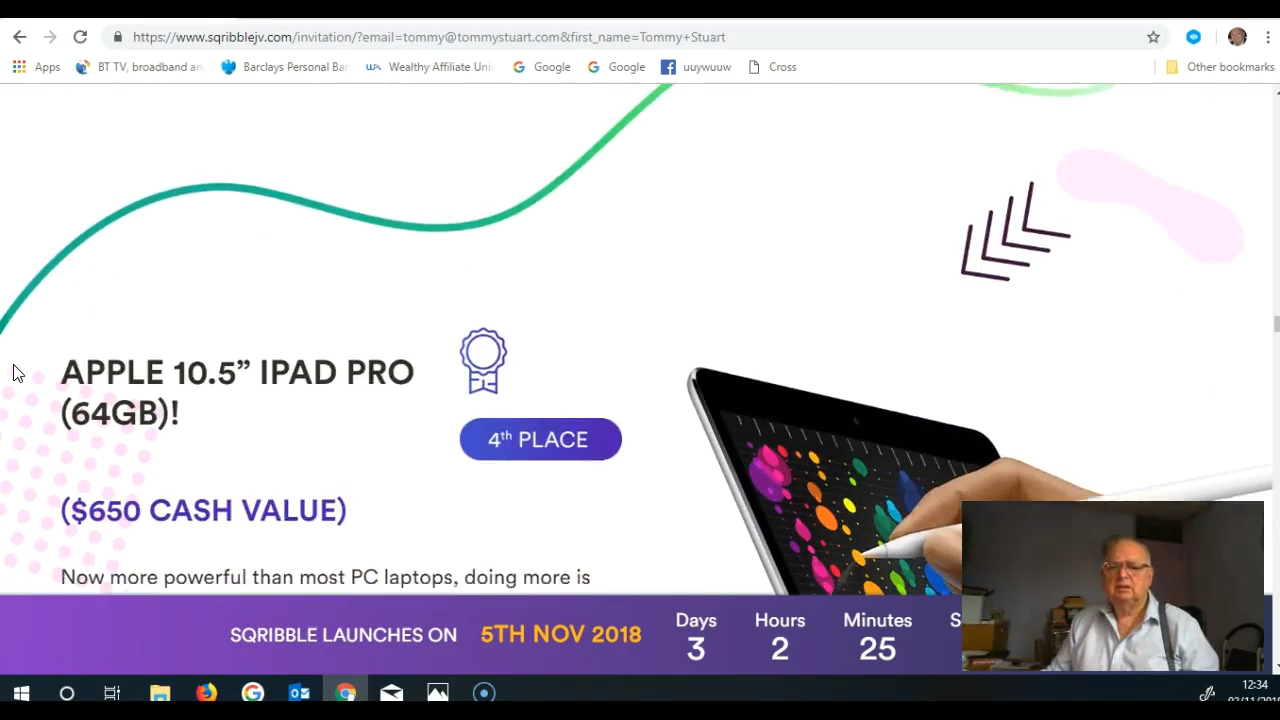 https://www.sqribblejv.com/invitation/?email=tommy@tommystuart.com&first_name=Tommy+Stuart
Apps BT TV, broadband an Barclays Personal Ban Wealthy Affiliate Univ Google Google uuywuuw Cross Other bookmarks
APPLE 10.5” IPAD PRO
(64GB)!
4th PLACE
($650 CASH VALUE)
Now more powerful than most PC laptops, doing more is
SQRIBBLE LAUNCHES ON 5TH NOV 2018
Days Hours Minutes S
3 2 25
12:34